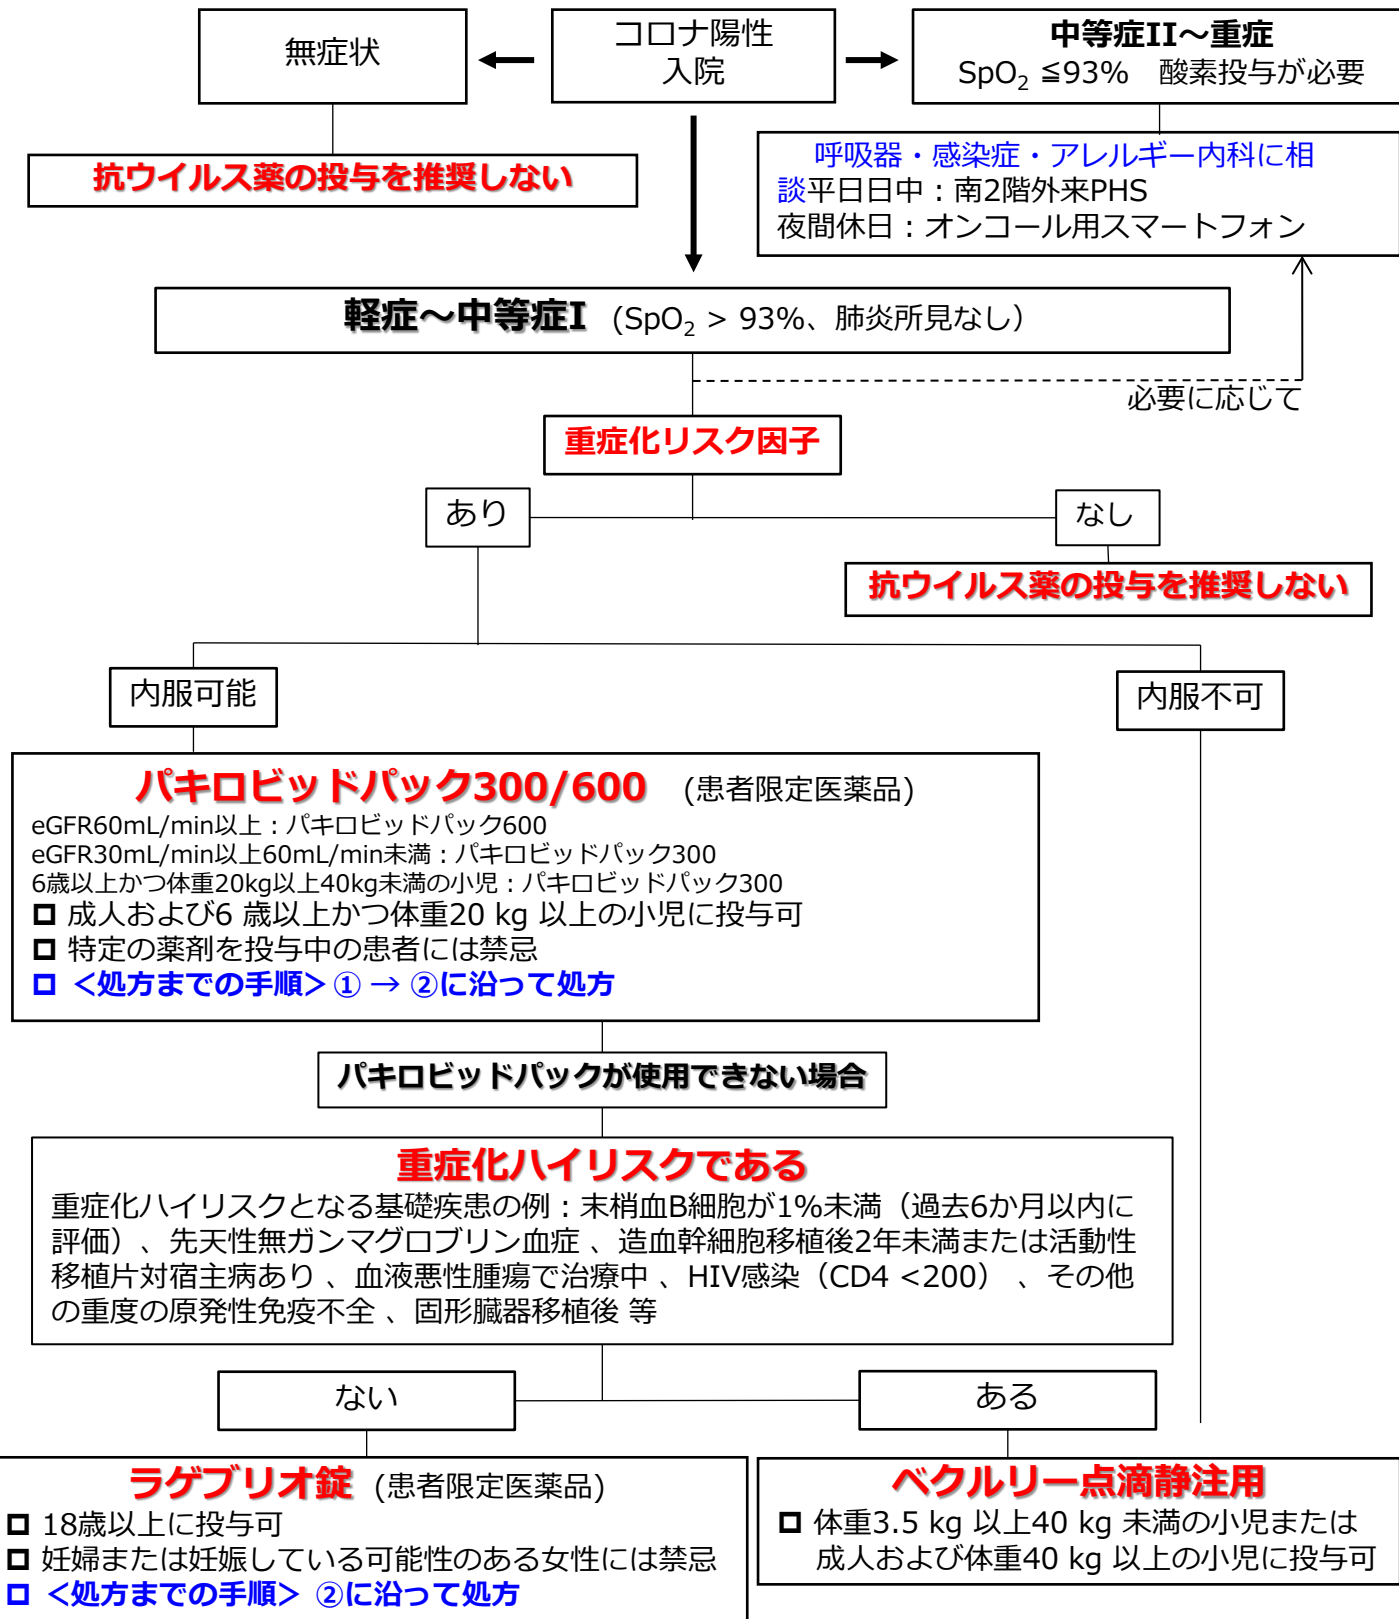 無症状
コロナ陽性
入院
中等症II～重症
SpO2 ≦93%　酸素投与が必要
抗ウイルス薬の投与を推奨しない
呼吸器・感染症・アレルギー内科に相
談平日日中：南2階外来PHS
夜間休日：オンコール用スマートフォン
軽症～中等症I (SpO2 > 93%、肺炎所見なし）
必要に応じて
重症化リスク因子
あり
なし
抗ウイルス薬の投与を推奨しない
内服可能
内服不可
パキロビッドパック300/600 (患者限定医薬品)
eGFR60mL/min以上：パキロビッドパック600
eGFR30mL/min以上60mL/min未満：パキロビッドパック300
6歳以上かつ体重20kg以上40kg未満の小児：パキロビッドパック300
成人および6 歳以上かつ体重20 kg 以上の小児に投与可
特定の薬剤を投与中の患者には禁忌
＜処方までの手順＞① → ②に沿って処方
パキロビッドパックが使用できない場合
重症化ハイリスクである
重症化ハイリスクとなる基礎疾患の例：末梢血B細胞が1%未満（過去6か月以内に
評価）、先天性無ガンマグロブリン血症 、造血幹細胞移植後2年未満または活動性
移植片対宿主病あり 、血液悪性腫瘍で治療中 、HIV感染（CD4 <200） 、その他
の重度の原発性免疫不全 、固形臓器移植後 等
ない
ある
ラゲブリオ錠 (患者限定医薬品)
18歳以上に投与可
妊婦または妊娠している可能性のある女性には禁忌
＜処方までの手順＞ ②に沿って処方
ベクルリー点滴静注用
体重3.5 kg 以上40 kg 未満の小児または
成人および体重40 kg 以上の小児に投与可